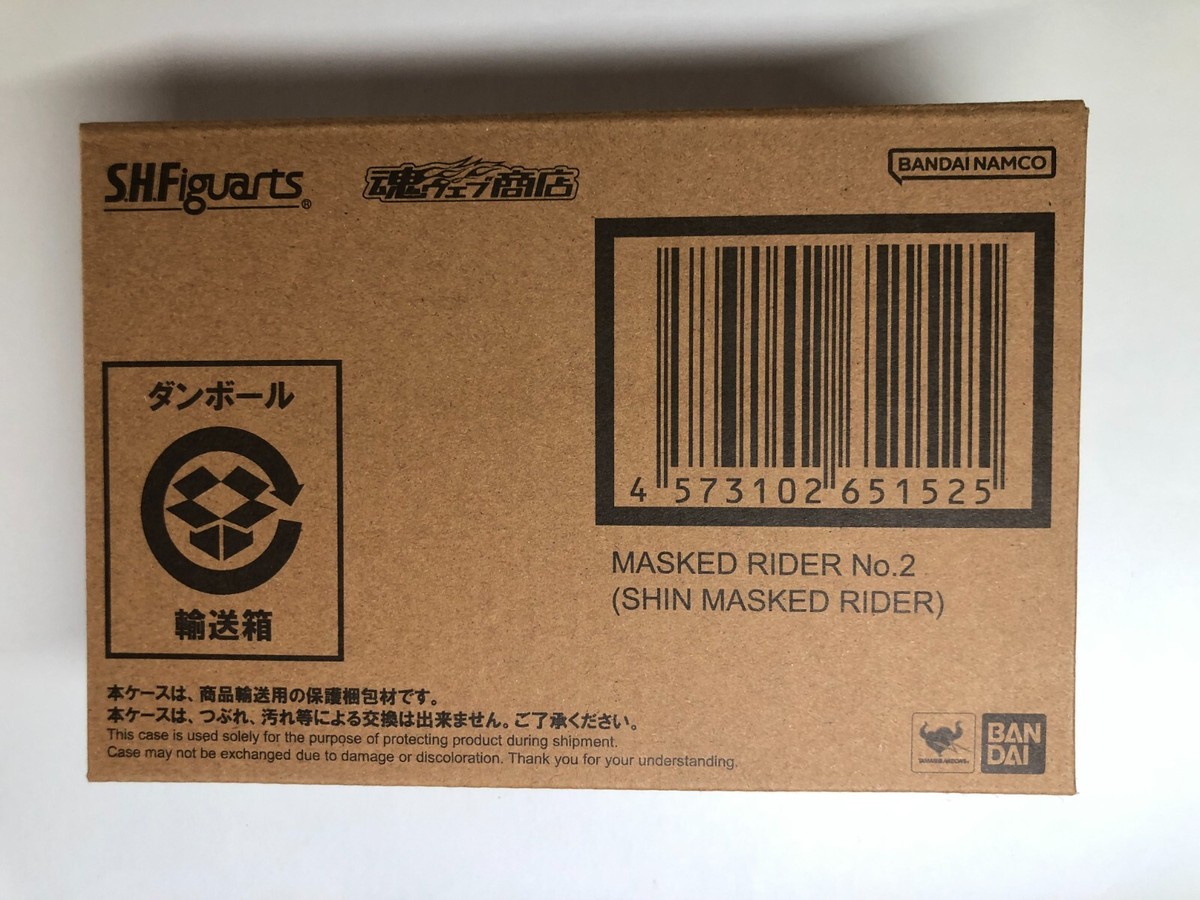 S.H.Figuarts®
魂ウェブ商店
BANDAI NAMCO
4 573102 651525
MASKED RIDER No.2
(SHIN MASKED RIDER)
ダンボール
輸送箱
本ケースは、商品輸送用の保護梱包材です。
本ケースは、つぶれ、汚れ等による交換は出来ません。ご了承ください。
This case is used solely for the purpose of protecting product during shipment.
Case may not be exchanged due to damage or discoloration. Thank you for your understanding.
BAN
DAI